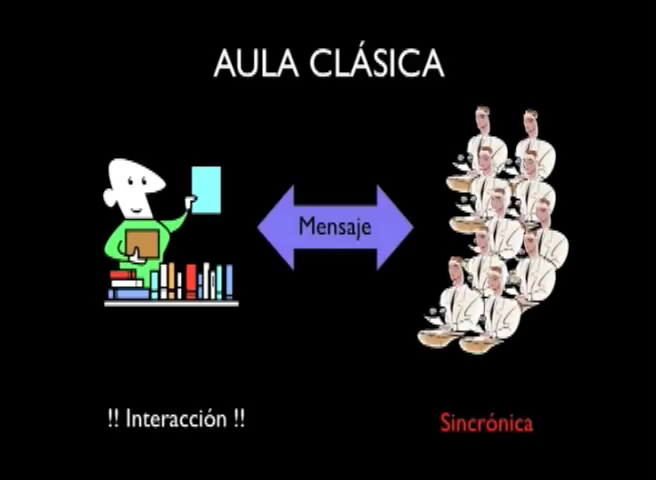 AULA CLÁSICA
Mensaje
!! Interacción !!
Sincrónica